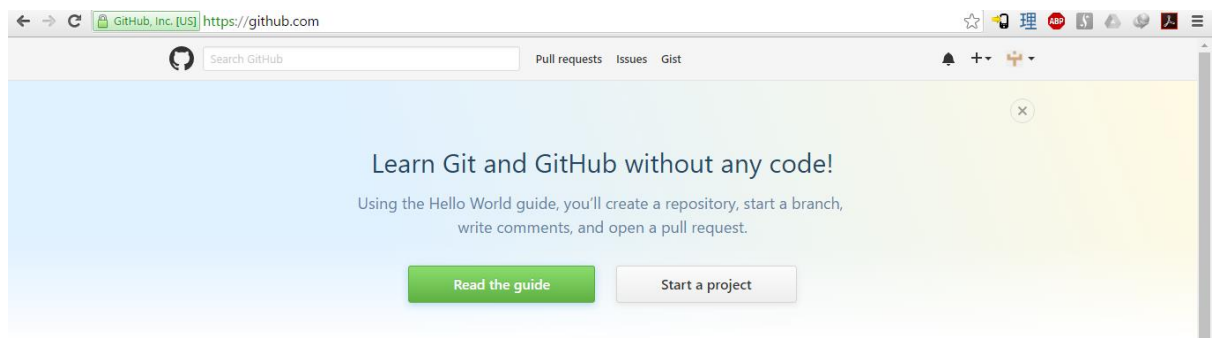 GitHub, Inc. [US] https://github.com 理 ABP S
Search GitHub Pull requests Issues Gist
Learn Git and GitHub without any code!
Using the Hello World guide, you'll create a repository, start a branch,
write comments, and open a pull request.
Read the guide Start a project